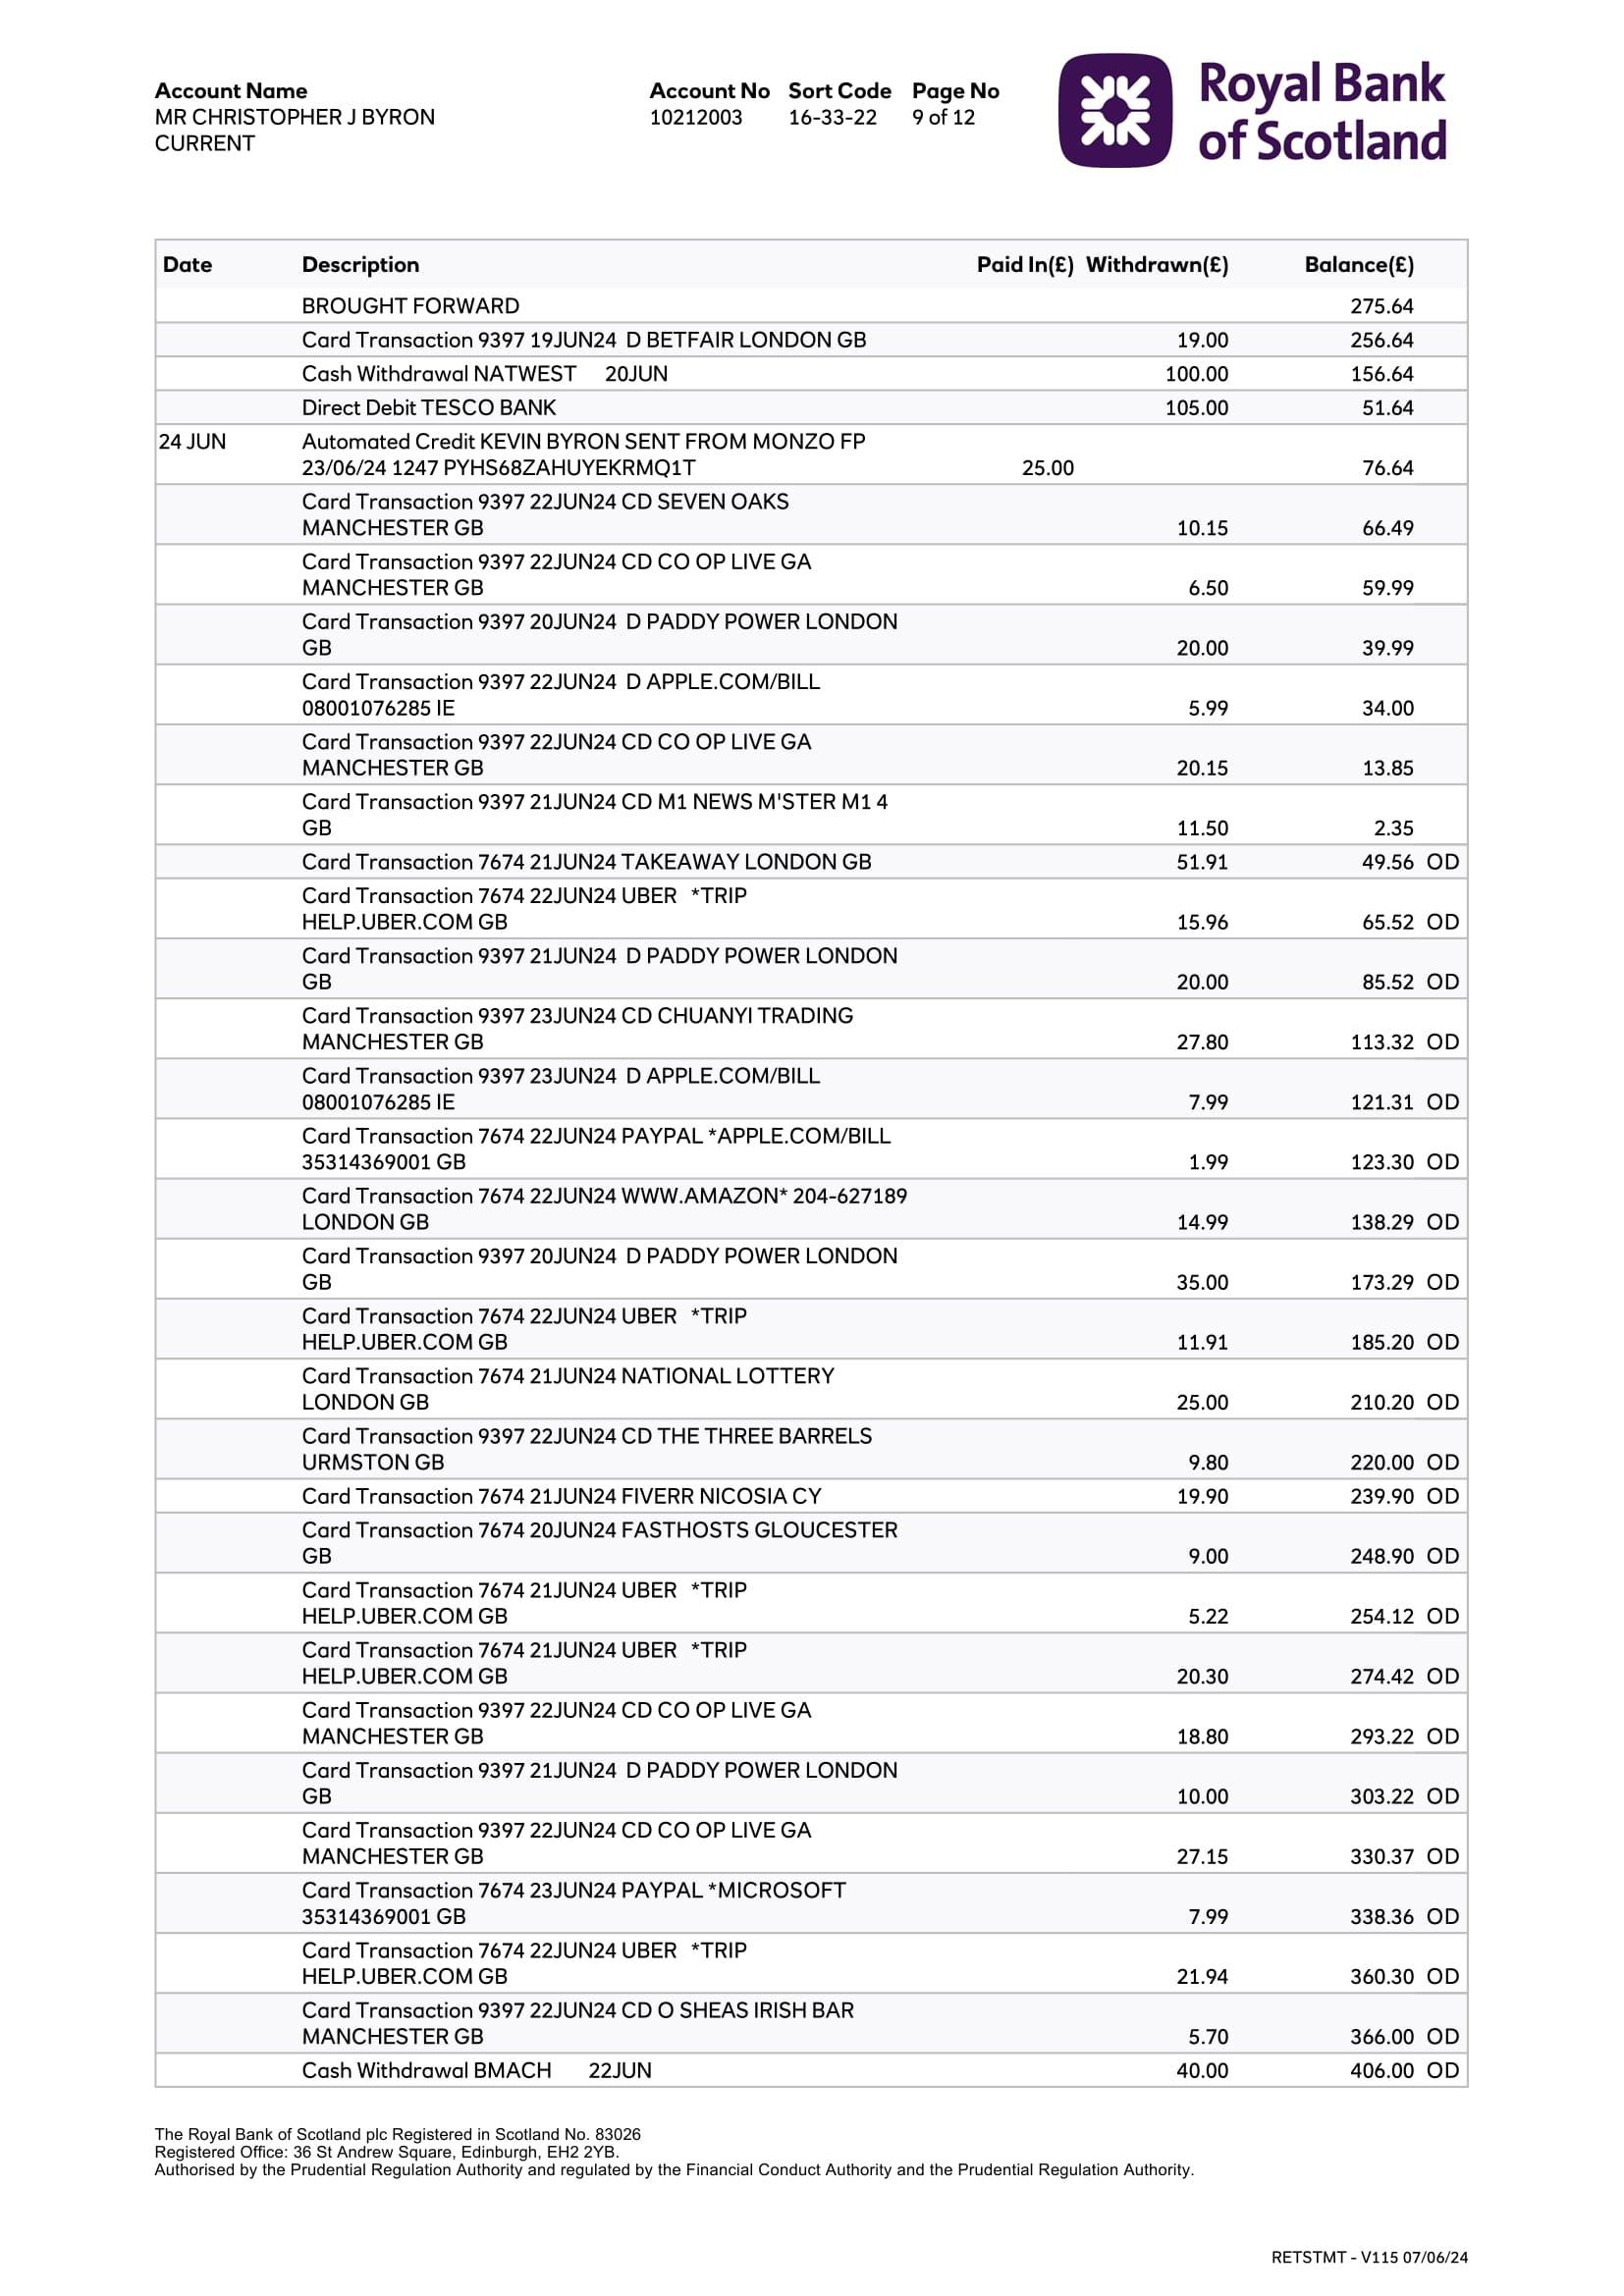 Account Name
MR CHRISTOPHER J BYRON
CURRENT
Account No Sort Code Page No
10212003 16-33-22 9 of 12
Royal Bank
of Scotland
Date Description Paid In(£) Withdrawn(£) Balance(£)
BROUGHT FORWARD 275.64
Card Transaction 9397 19JUN24 D BETFAIR LONDON GB 19.00 256.64
Cash Withdrawal NATWEST 20JUN 100.00 156.64
Direct Debit TESCO BANK 105.00 51.64
24 JUN Automated Credit KEVIN BYRON SENT FROM MONZO FP
23/06/24 1247 PYHS68ZAHUYEKRMQ1T 25.00 76.64
Card Transaction 9397 22JUN24 CD SEVEN OAKS
MANCHESTER GB 10.15 66.49
Card Transaction 9397 22JUN24 CD CO OP LIVE GA
MANCHESTER GB 6.50 59.99
Card Transaction 9397 20JUN24 D PADDY POWER LONDON
GB 20.00 39.99
Card Transaction 9397 22JUN24 D APPLE.COM/BILL
08001076285 IE 5.99 34.00
Card Transaction 9397 22JUN24 CD CO OP LIVE GA
MANCHESTER GB 20.15 13.85
Card Transaction 9397 21JUN24 CD M1 NEWS M'STER M1 4
GB 11.50 2.35
Card Transaction 7674 21JUN24 TAKEAWAY LONDON GB 51.91 49.56 OD
Card Transaction 7674 22JUN24 UBER *TRIP
HELP.UBER.COM GB 15.96 65.52 OD
Card Transaction 9397 21JUN24 D PADDY POWER LONDON
GB 20.00 85.52 OD
Card Transaction 9397 23JUN24 CD CHUANYI TRADING
MANCHESTER GB 27.80 113.32 OD
Card Transaction 9397 23JUN24 D APPLE.COM/BILL
08001076285 IE 7.99 121.31 OD
Card Transaction 7674 22JUN24 PAYPAL *APPLE.COM/BILL
35314369001 GB 1.99 123.30 OD
Card Transaction 7674 22JUN24 WWW.AMAZON* 204-627189
LONDON GB 14.99 138.29 OD
Card Transaction 9397 20JUN24 D PADDY POWER LONDON
GB 35.00 173.29 OD
Card Transaction 7674 22JUN24 UBER *TRIP
HELP.UBER.COM GB 11.91 185.20 OD
Card Transaction 7674 21JUN24 NATIONAL LOTTERY
LONDON GB 25.00 210.20 OD
Card Transaction 9397 22JUN24 CD THE THREE BARRELS
URMSTON GB 9.80 220.00 OD
Card Transaction 7674 21JUN24 FIVERR NICOSIA CY 19.90 239.90 OD
Card Transaction 7674 20JUN24 FASTHOSTS GLOUCESTER
GB 9.00 248.90 OD
Card Transaction 7674 21JUN24 UBER *TRIP
HELP.UBER.COM GB 5.22 254.12 OD
Card Transaction 7674 21JUN24 UBER *TRIP
HELP.UBER.COM GB 20.30 274.42 OD
Card Transaction 9397 22JUN24 CD CO OP LIVE GA
MANCHESTER GB 18.80 293.22 OD
Card Transaction 9397 21JUN24 D PADDY POWER LONDON
GB 10.00 303.22 OD
Card Transaction 9397 22JUN24 CD CO OP LIVE GA
MANCHESTER GB 27.15 330.37 OD
Card Transaction 7674 23JUN24 PAYPAL *MICROSOFT
35314369001 GB 7.99 338.36 OD
Card Transaction 7674 22JUN24 UBER *TRIP
HELP.UBER.COM GB 21.94 360.30 OD
Card Transaction 9397 22JUN24 CD O SHEAS IRISH BAR
MANCHESTER GB 5.70 366.00 OD
Cash Withdrawal BMACH 22JUN 40.00 406.00 OD
The Royal Bank of Scotland plc Registered in Scotland No. 83026
Registered Office: 36 St Andrew Square, Edinburgh, EH2 2YB.
Authorised by the Prudential Regulation Authority and regulated by the Financial Conduct Authority and the Prudential Regulation Authority.
RETSTMT - V115 07/06/24